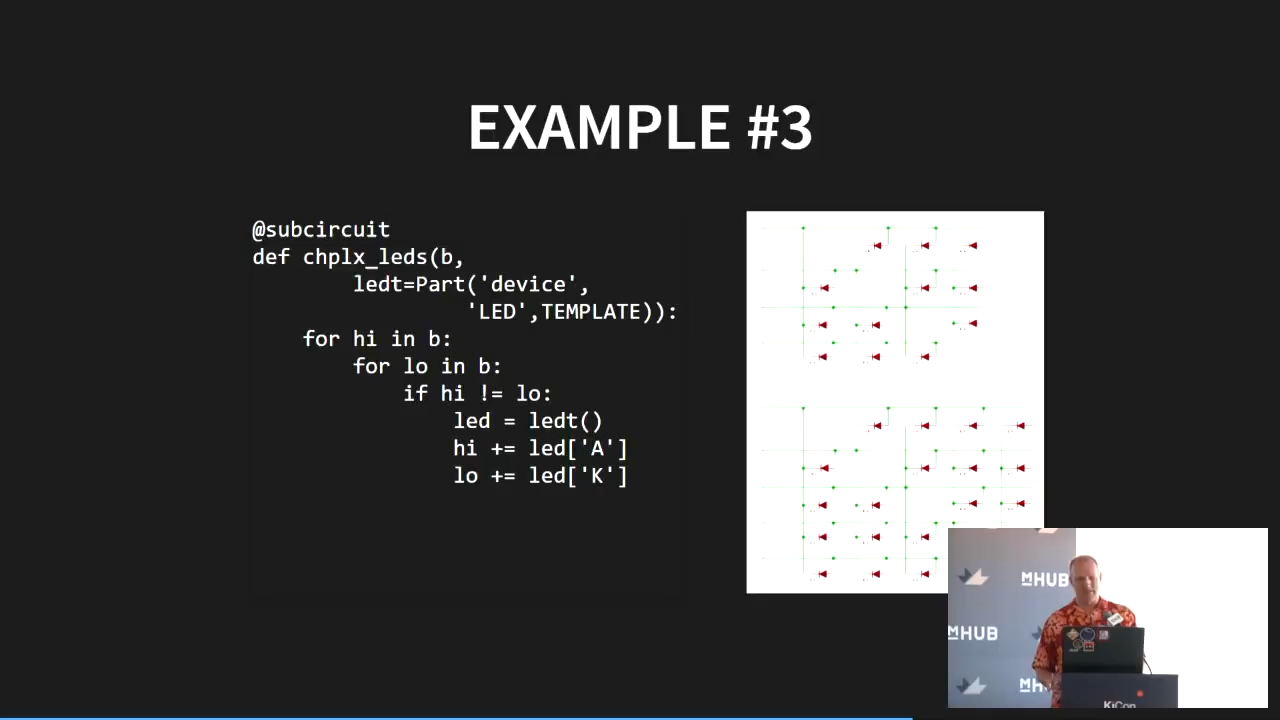 EXAMPLE #3
@subcircuit
def chplx_leds(b,
ledt=Part('device',
'LED',TEMPLATE)):
for hi in b:
for lo in b:
if hi != lo:
led = ledt()
hi += led['A']
lo += led['K']
MHUB
MHUB
KiCon